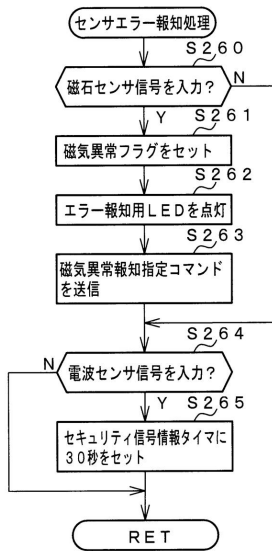 センサエラー報知処理
S260
磁石センサ信号を入力？
N
Y
S261
磁気異常フラグをセット
S262
エラー報知用LEDを点灯
S263
磁気異常報知指定コマンド
を送信
S264
N
電波センサ信号を入力？
Y
S265
セキュリティ信号情報タイマに
30秒をセット
RET